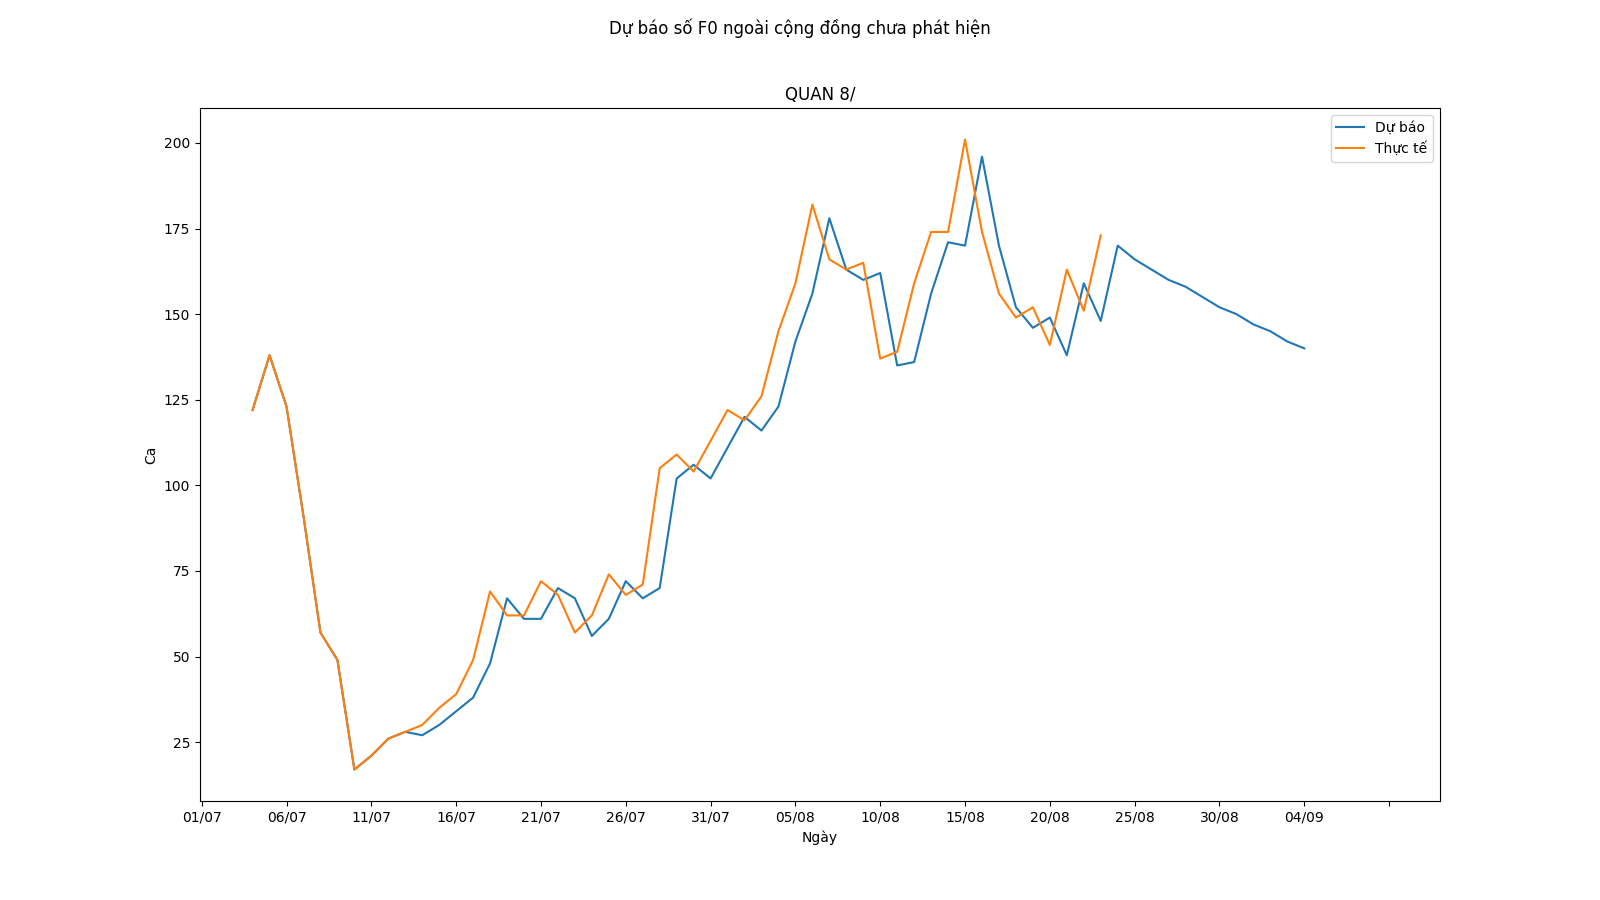 Dự báo số F0 ngoài cộng đồng chưa phát hiện
QUAN 8/
Dự báo
Thực tế
200
175
150
125
100
75
50
25
Ca
01/07 06/07 11/07 16/07 21/07 26/07 31/07 05/08 10/08 15/08 20/08 25/08 30/08 04/09
Ngày